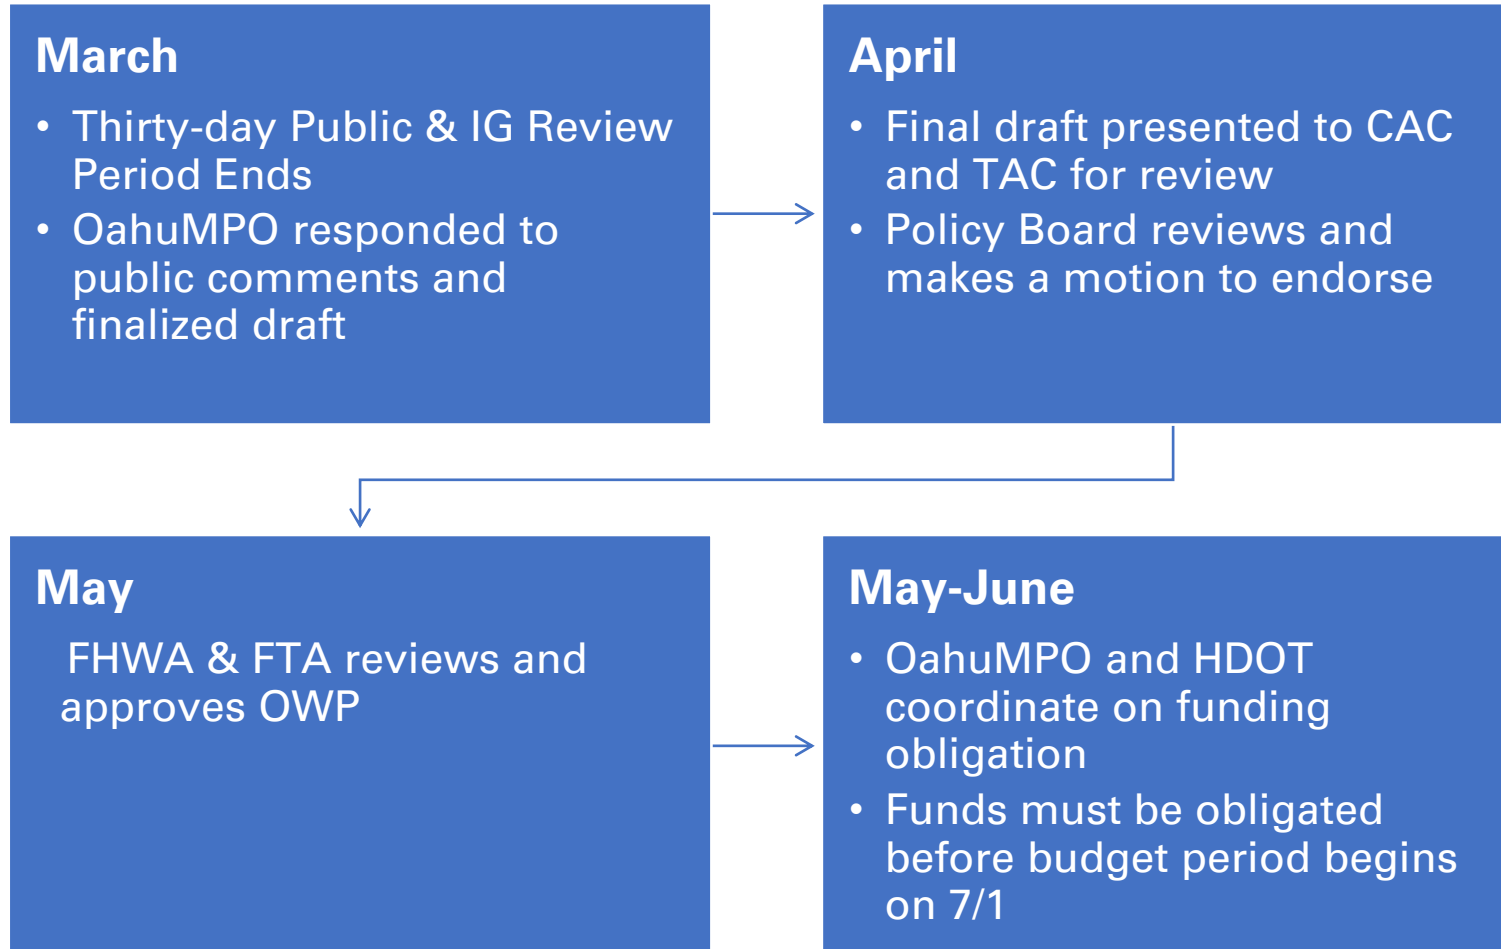 March
• Thirty-day Public & IG Review
Period Ends
• OahuMPO responded to
public comments and
finalized draft
April
• Final draft presented to CAC
and TAC for review
• Policy Board reviews and
makes a motion to endorse
May
FHWA & FTA reviews and
approves OWP
May-June
• OahuMPO and HDOT
coordinate on funding
obligation
• Funds must be obligated
before budget period begins
on 7/1